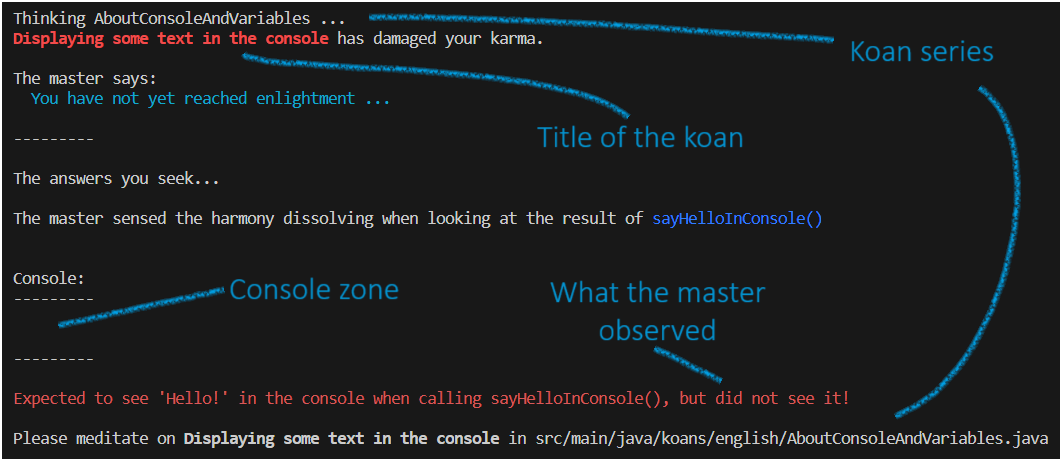 Thinking AboutConsoleAndVariables ...
Displaying some text in the console has damaged your karma.
Koan series
The master says:
You have not yet reached enlightment ...
Title of the koan
---------
The answers you seek...
The master sensed the harmony dissolving when looking at the result of sayHelloInConsole()
Console:
---------
Console zone
What the master
observed
---------
Expected to see 'Hello!' in the console when calling sayHelloInConsole(), but did not see it!
Please meditate on Displaying some text in the console in src/main/java/koans/english/AboutConsoleAndVariables.java